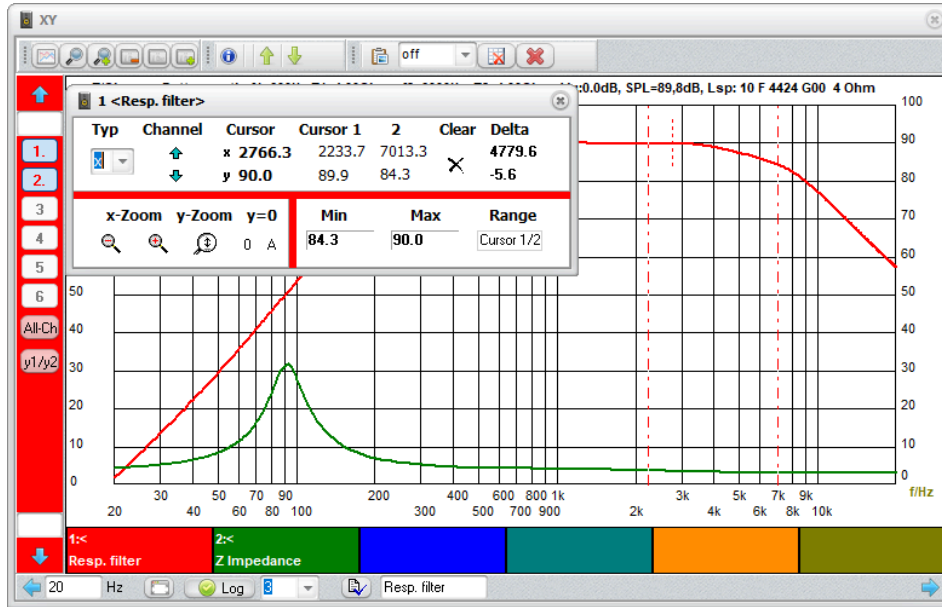 XY
off
:0.0dB, SPL=89,8dB, Lsp: 10 F 4424 G00 4 Ohm
1 <Resp. filter>
Typ Channel Cursor Cursor 1 2 Clear Delta
x x 2766.3 2233.7 7013.3 4779.6
y 90.0 89.9 84.3 -5.6
x-Zoom y-Zoom y=0 Min Max Range
0 A 84.3 90.0 Cursor 1/2
1.
2.
3
4
5
6
All-Ch
y1/y2
50
40
30
20
10
0
100
90
80
70
60
50
40
30
20
10
0
30 50 70 90 200 400 600 800 1k 3k 5k 7k 9k f/Hz
20 40 60 80 100 300 500 700 900 2k 4k 6k 8k 10k
1:< 2:<
Resp. filter Z Impedance
20 Hz Log 3 Resp. filter